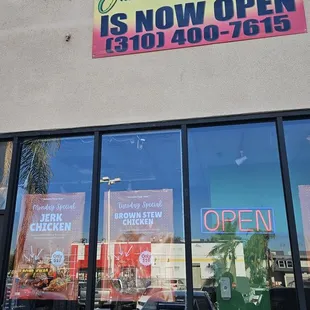 IS NOW OPEN
(310) 400-7615
Monday Special
JERK
CHICKEN
Tuesday Special
BROWN STEW
CHICKEN
OPEN